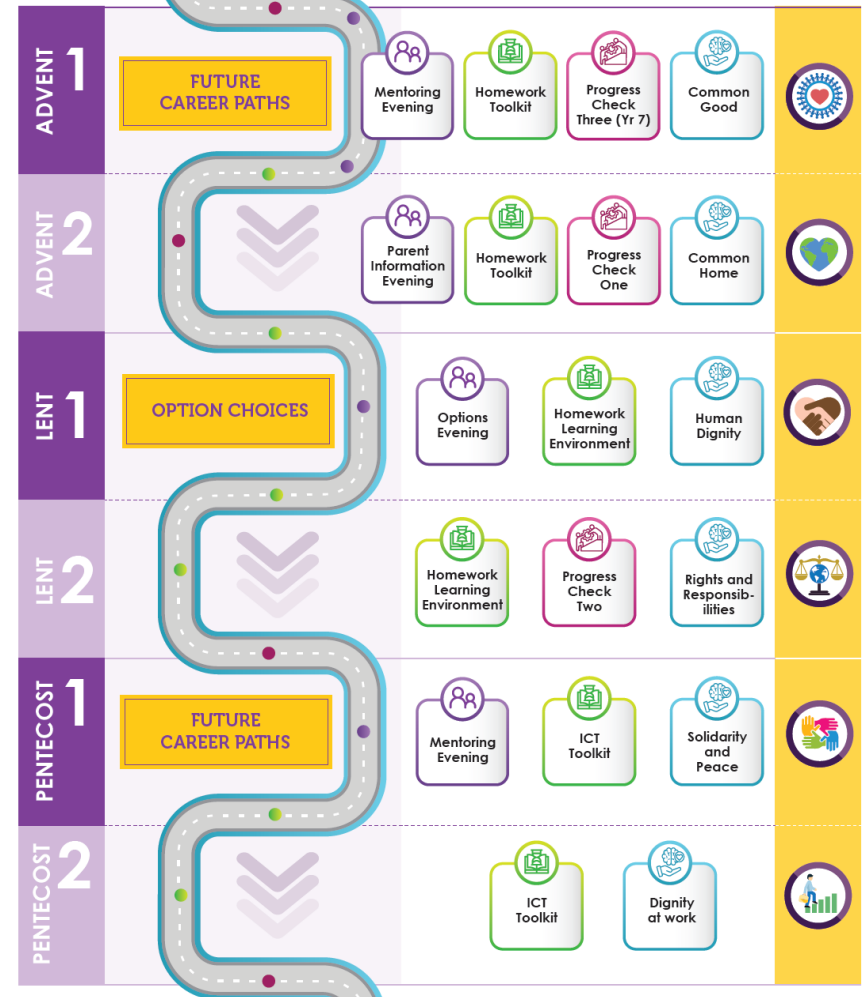 ADVENT 1
FUTURE
CAREER PATHS
Mentoring
Evening
Homework
Toolkit
Progress
Check
Three (Yr 7)
Common
Good
ADVENT 2
Parent
Information
Evening
Homework
Toolkit
Progress
Check
One
Common
Home
LENT 1
OPTION CHOICES
Options
Evening
Homework
Learning
Environment
Human
Dignity
LENT 2
Homework
Learning
Environment
Progress
Check
Two
Rights and
Responsib-
ilities
PENTECOST 1
FUTURE
CAREER PATHS
Mentoring
Evening
ICT
Toolkit
Solidarity
and
Peace
PENTECOST 2
ICT
Toolkit
Dignity
at work